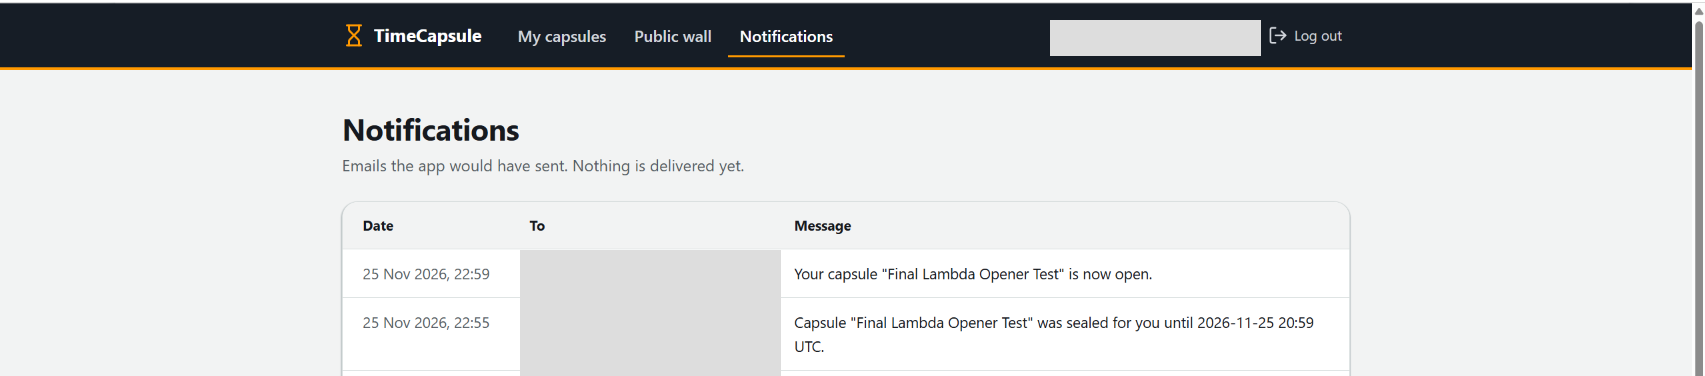 TimeCapsule My capsules Public wall Notifications Log out
Notifications
Emails the app would have sent. Nothing is delivered yet.
Date To Message
25 Nov 2026, 22:59 Your capsule "Final Lambda Opener Test" is now open.
25 Nov 2026, 22:55 Capsule "Final Lambda Opener Test" was sealed for you until 2026-11-25 20:59
UTC.